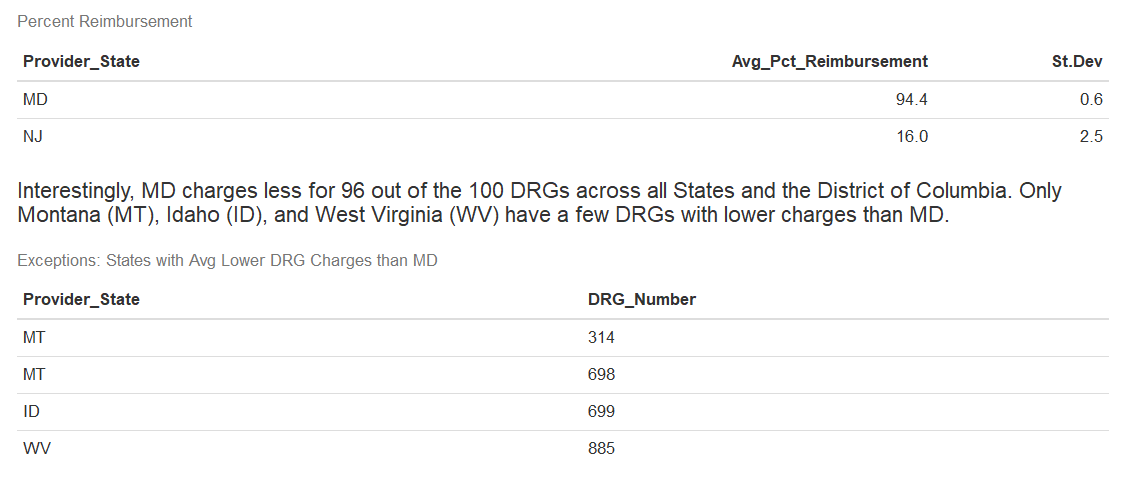 Percent Reimbursement
Provider_State Avg_Pct_Reimbursement St.Dev
MD 94.4 0.6
NJ 16.0 2.5
Interestingly, MD charges less for 96 out of the 100 DRGs across all States and the District of Columbia. Only
Montana (MT), Idaho (ID), and West Virginia (WV) have a few DRGs with lower charges than MD.
Exceptions: States with Avg Lower DRG Charges than MD
Provider_State DRG_Number
MT 314
MT 698
ID 699
WV 885